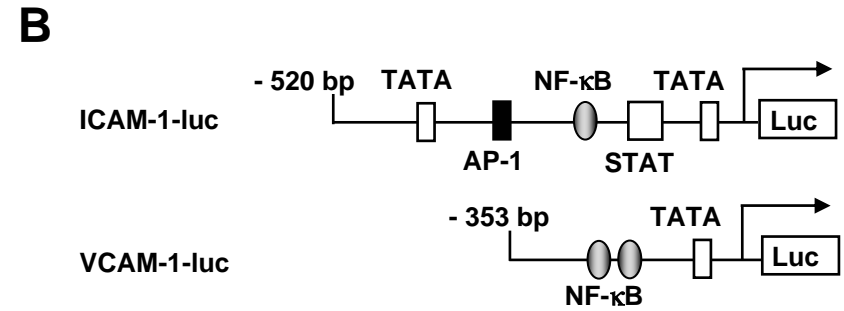 B
- 520 bp TATA NF-κB TATA
ICAM-1-luc Luc
AP-1 STAT
- 353 bp TATA
VCAM-1-luc Luc
NF-κB